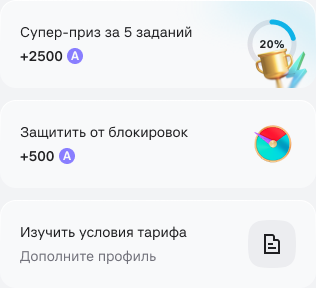 Супер-приз за 5 заданий
+2500 A
20%
Защитить от блокировок
+500 A
Изучить условия тарифа
Дополните профиль